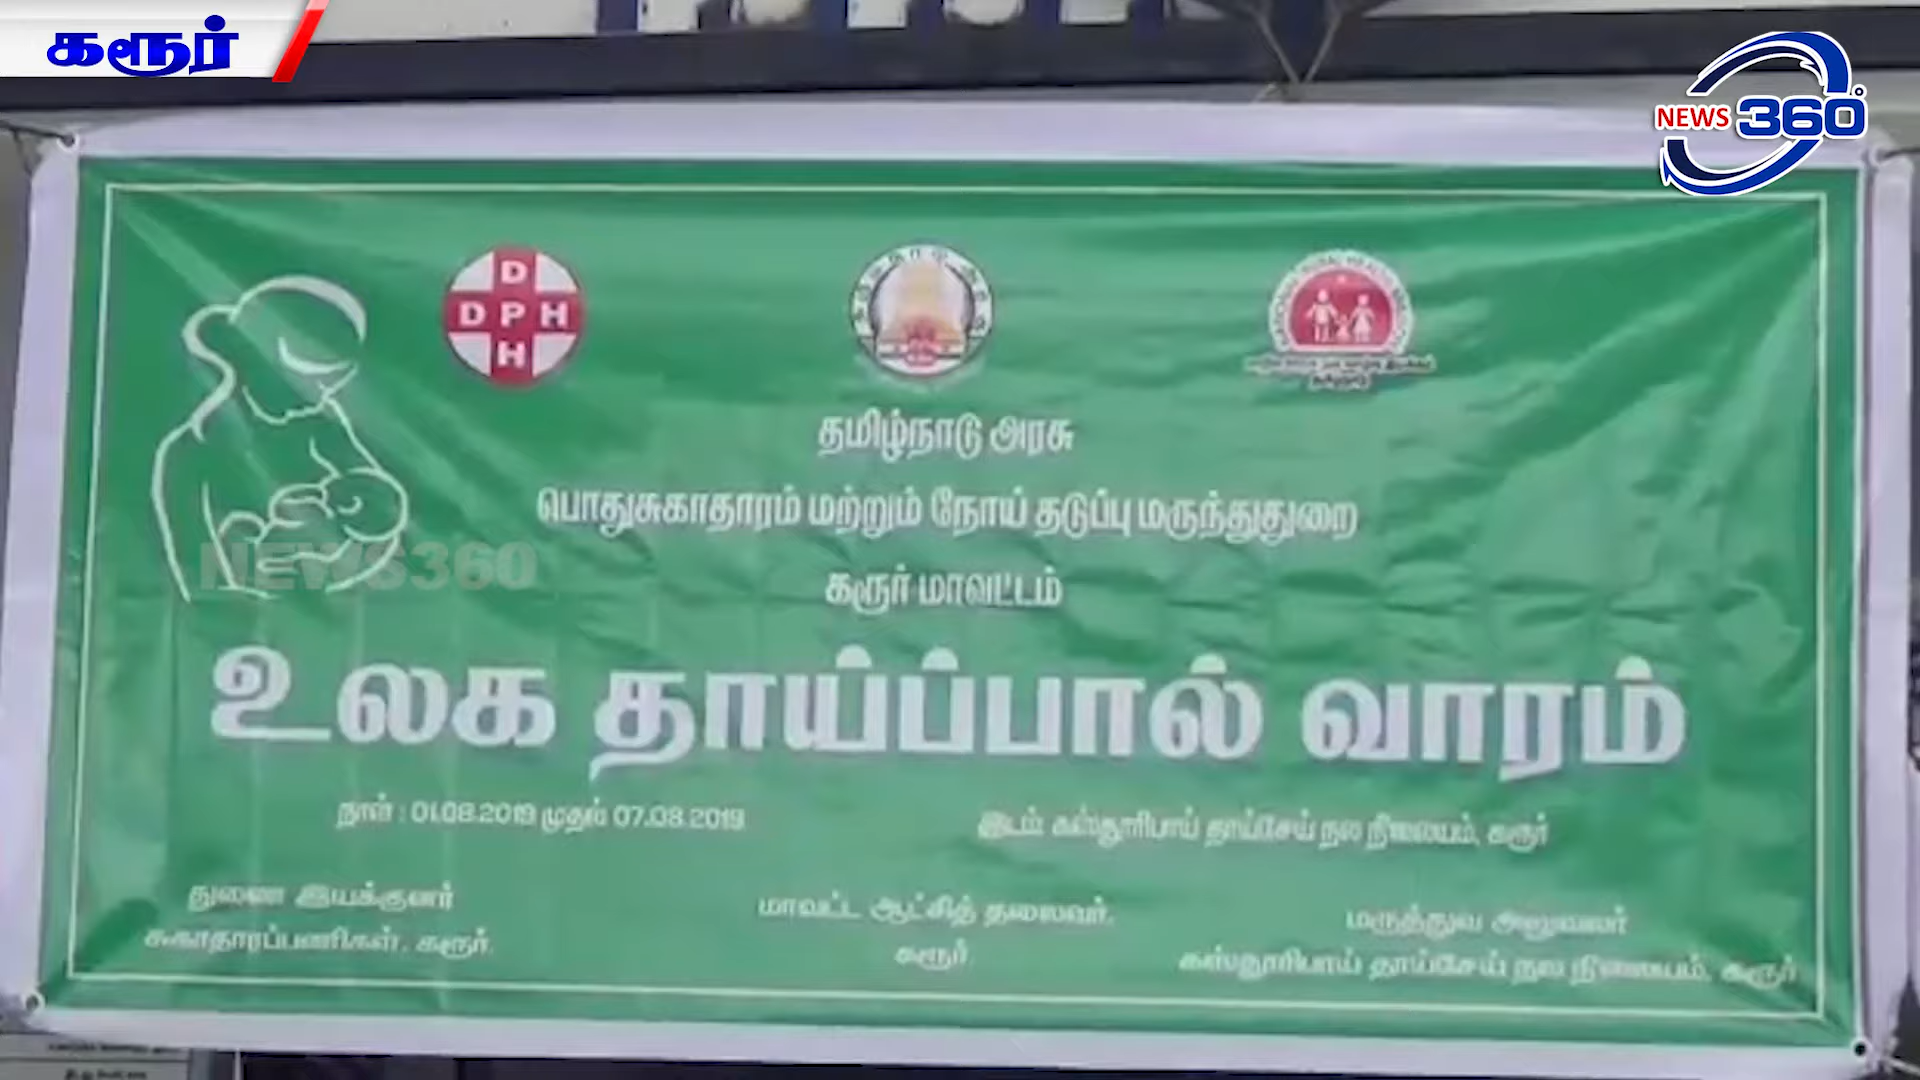 கரூர்
NEWS 360°
D
D P H
H
தமிழ்நாடு அரசு
பொதுசுகாதாரம் மற்றும் நோய் தடுப்பு மருந்துதுறை
கரூர் மாவட்டம்
NEWS360
உலக தாய்ப்பால் வாரம்
நாள் : 01.08.2019 முதல் 07.08.2019
இடம் கஸ்தூரிபாய் தாய்சேய் நல நிலையம், கரூர்
துணை இயக்குனர்
சுகாதாரப்பணிகள், கரூர்.
மாவட்ட ஆட்சித் தலைவர்,
கரூர்
மருத்துவ அலுவலர்
கஸ்தூரிபாய் தாய்சேய் நல நிலையம், கரூர்